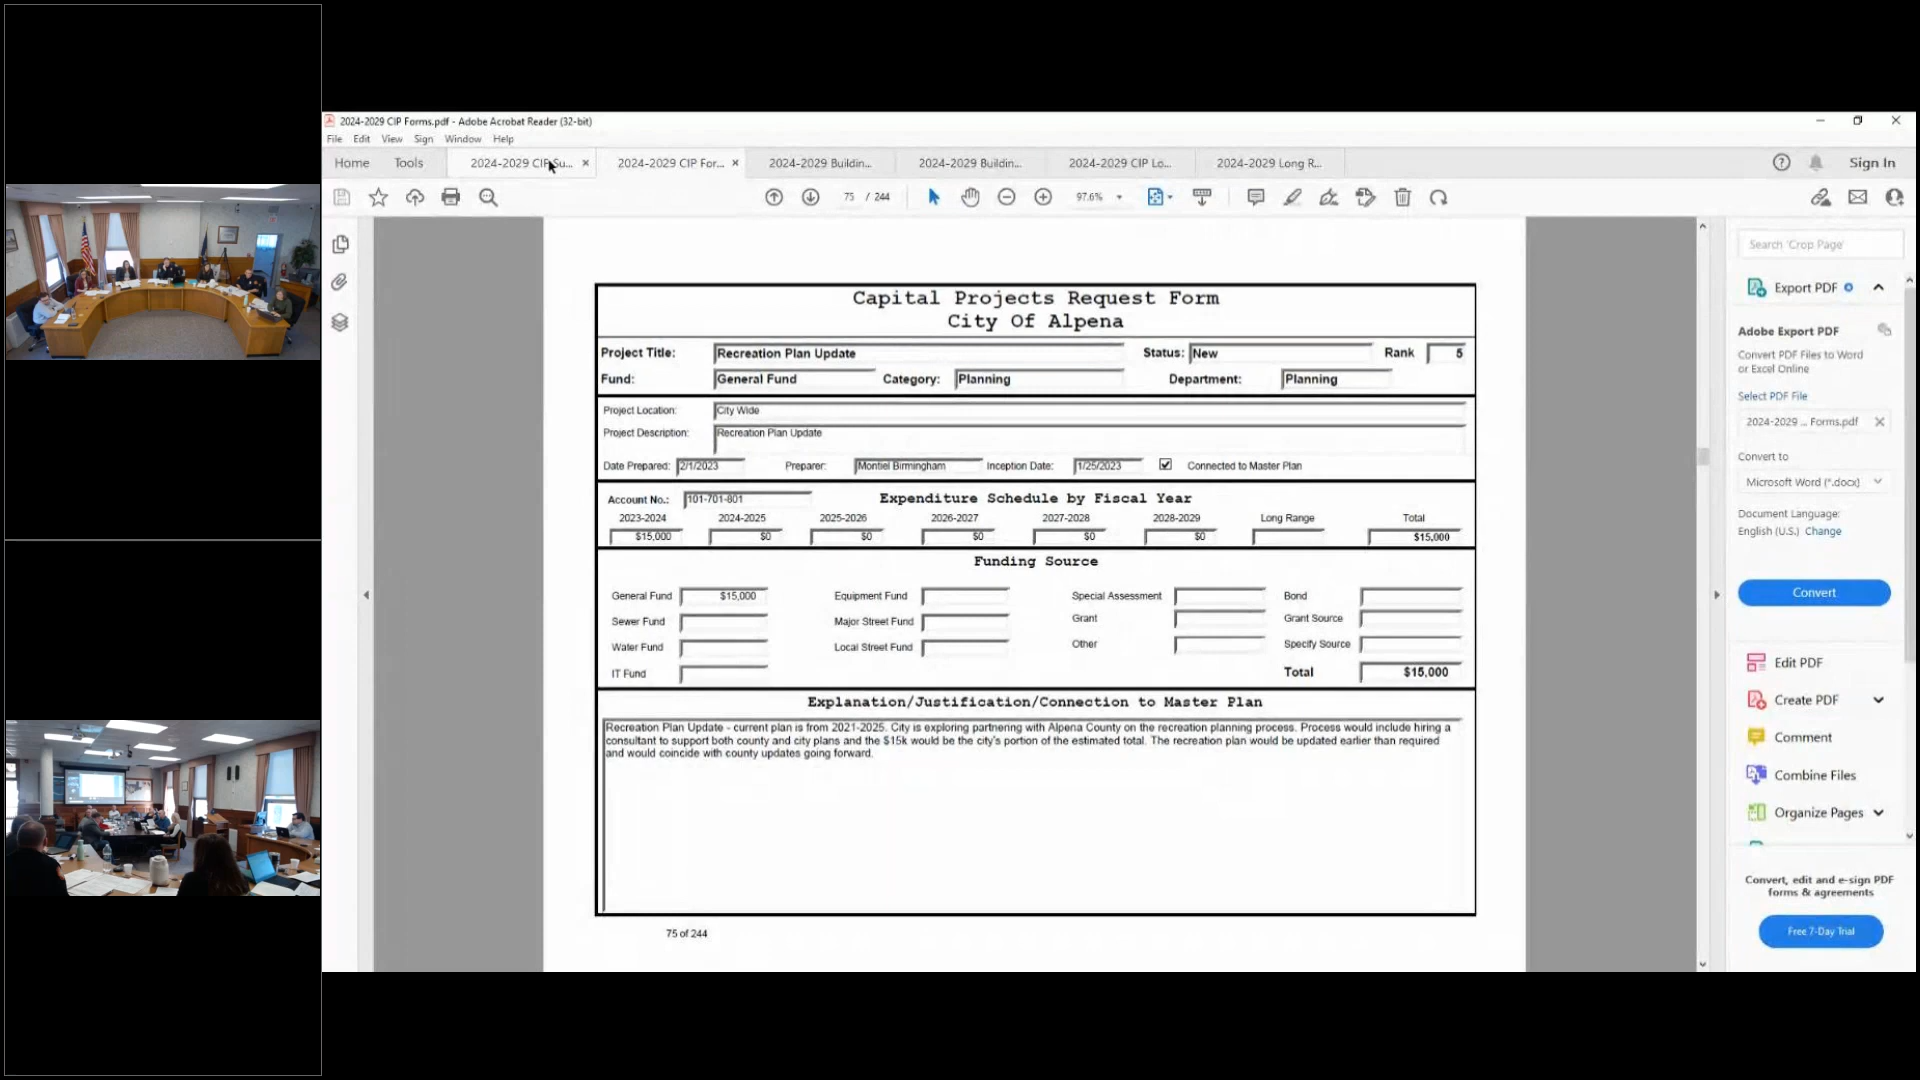 2024-2029 CIP Forms.pdf - Adobe Acrobat Reader (32-bit)
File Edit View Sign Window Help
Home Tools 2024-2029 CIP Su... 2024-2029 CIP For... 2024-2029 Buildin... 2024-2029 Buildin... 2024-2029 CIP Lo... 2024-2029 Long R... Sign In
75 / 244 97.6%
Capital Projects Request Form
City Of Alpena
Project Title: Recreation Plan Update Status: New Rank 5
Fund: General Fund Category: Planning Department: Planning
Project Location: City Wide
Project Description: Recreation Plan Update
Date Prepared: 2/1/2023 Preparer: Montiel Birmingham Inception Date: 1/25/2023 Connected to Master Plan
Account No.: 101-701-801 Expenditure Schedule by Fiscal Year
2023-2024 2024-2025 2025-2026 2026-2027 2027-2028 2028-2029 Long Range Total
$15,000 $0 $0 $0 $0 $0 $15,000
Funding Source
General Fund $15,000 Equipment Fund Special Assessment Bond
Sewer Fund Major Street Fund Grant Grant Source
Water Fund Local Street Fund Other Specify Source
IT Fund Total $15,000
Explanation/Justification/Connection to Master Plan
Recreation Plan Update - current plan is from 2021-2025. City is exploring partnering with Alpena County on the recreation planning process. Process would include hiring a
consultant to support both county and city plans and the $15k would be the city's portion of the estimated total. The recreation plan would be updated earlier than required
and would coincide with county updates going forward.
75 of 244
Search 'Crop Page'
Export PDF
Adobe Export PDF
Convert PDF Files to Word
or Excel Online
Select PDF File
2024-2029 ... Forms.pdf
Convert to
Microsoft Word (*.docx)
Document Language:
English (U.S.) Change
Convert
Edit PDF
Create PDF
Comment
Combine Files
Organize Pages
Convert, edit and e-sign PDF
forms & agreements
Free 7-Day Trial